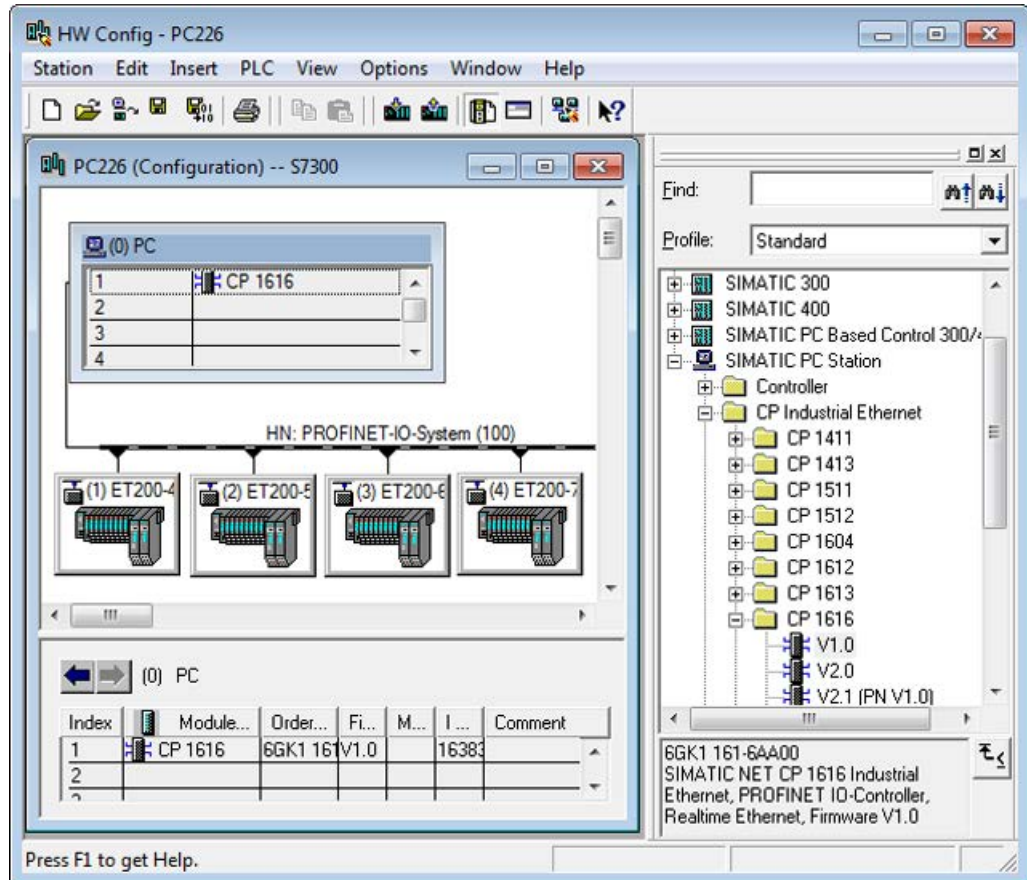 HW Config - PC226
Station Edit Insert PLC View Options Window Help
PC226 (Configuration) -- S7300
(0) PC
1 CP 1616
2
3
4
HN: PROFINET-IO-System (100)
(1) ET200-4 (2) ET200-5 (3) ET200-6 (4) ET200-7
(0) PC
Index Module... Order... Fi... M... I ... Comment
1 CP 1616 6GK1 161 V1.0 16383
2
Find:
Profile: Standard
SIMATIC 300
SIMATIC 400
SIMATIC PC Based Control 300/4
SIMATIC PC Station
Controller
CP Industrial Ethernet
CP 1411
CP 1413
CP 1511
CP 1512
CP 1604
CP 1612
CP 1613
CP 1616
V1.0
V2.0
V2.1 (PN V1.0)
6GK1 161-6AA00
SIMATIC NET CP 1616 Industrial
Ethernet, PROFINET IO-Controller,
Realtime Ethernet, Firmware V1.0
Press F1 to get Help.